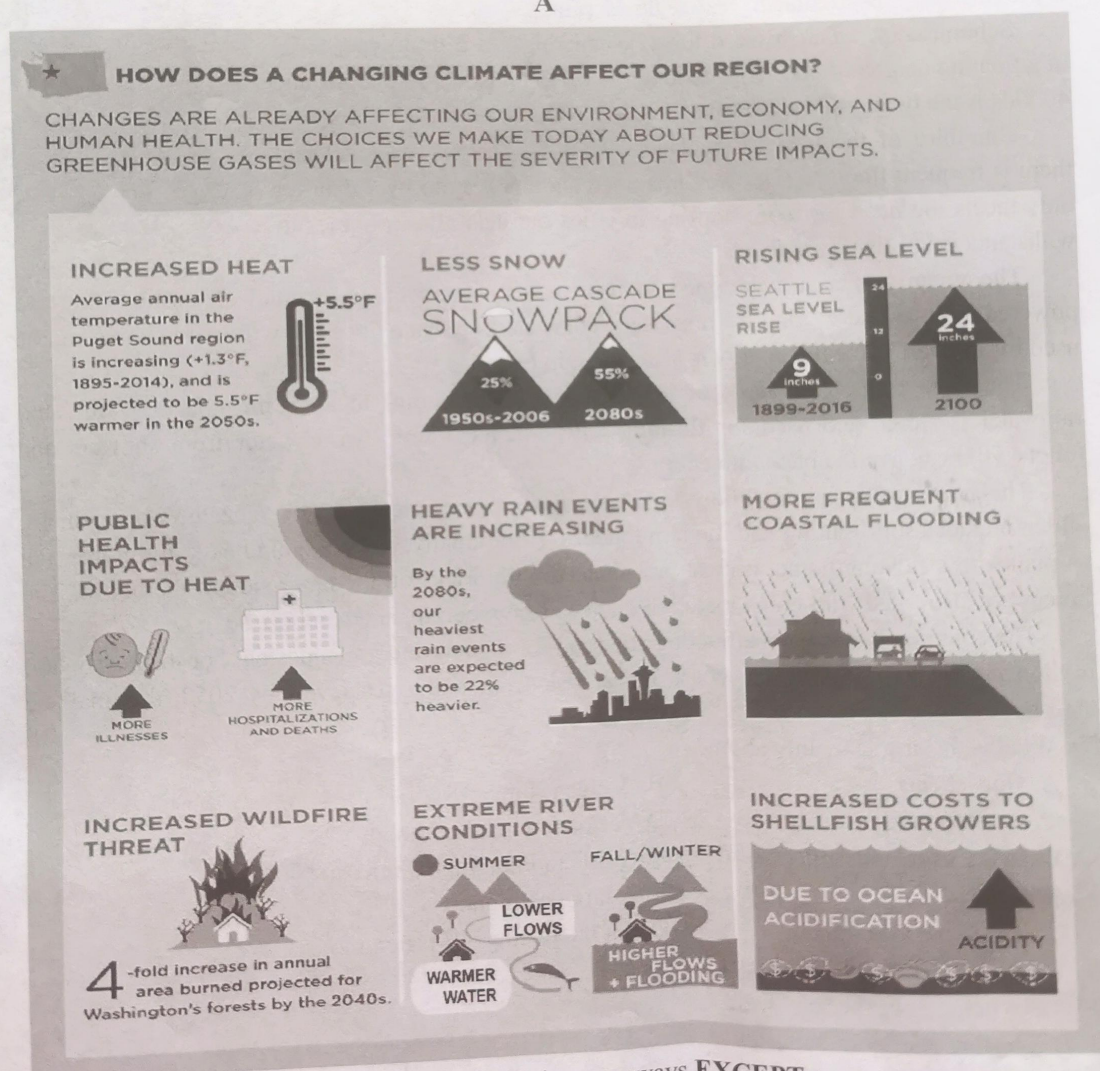 A
HOW DOES A CHANGING CLIMATE AFFECT OUR REGION?
CHANGES ARE ALREADY AFFECTING OUR ENVIRONMENT, ECONOMY, AND
HUMAN HEALTH. THE CHOICES WE MAKE TODAY ABOUT REDUCING
GREENHOUSE GASES WILL AFFECT THE SEVERITY OF FUTURE IMPACTS.
INCREASED HEAT
Average annual air
temperature in the
Puget Sound region
is increasing (+1.3°F,
1895-2014), and is
projected to be 5.5°F
warmer in the 2050s.
+5.5°F
LESS SNOW
AVERAGE CASCADE
SNOWPACK
25%
1950s-2006
55%
2080s
RISING SEA LEVEL
SEATTLE
SEA LEVEL
RISE
9
inches
1899-2016
24
12
0
24
inches
2100
PUBLIC
HEALTH
IMPACTS
DUE TO HEAT
MORE
ILLNESSES
MORE
HOSPITALIZATIONS
AND DEATHS
HEAVY RAIN EVENTS
ARE INCREASING
By the
2080s,
our
heaviest
rain events
are expected
to be 22%
heavier.
MORE FREQUENT
COASTAL FLOODING
INCREASED WILDFIRE
THREAT
4-fold increase in annual
area burned projected for
Washington's forests by the 2040s.
EXTREME RIVER
CONDITIONS
SUMMER
LOWER
FLOWS
WARMER
WATER
FALL/WINTER
HIGHER
FLOWS
+ FLOODING
INCREASED COSTS TO
SHELLFISH GROWERS
DUE TO OCEAN
ACIDIFICATION
ACIDITY
$ $ $ $ $ $
EXCEPT